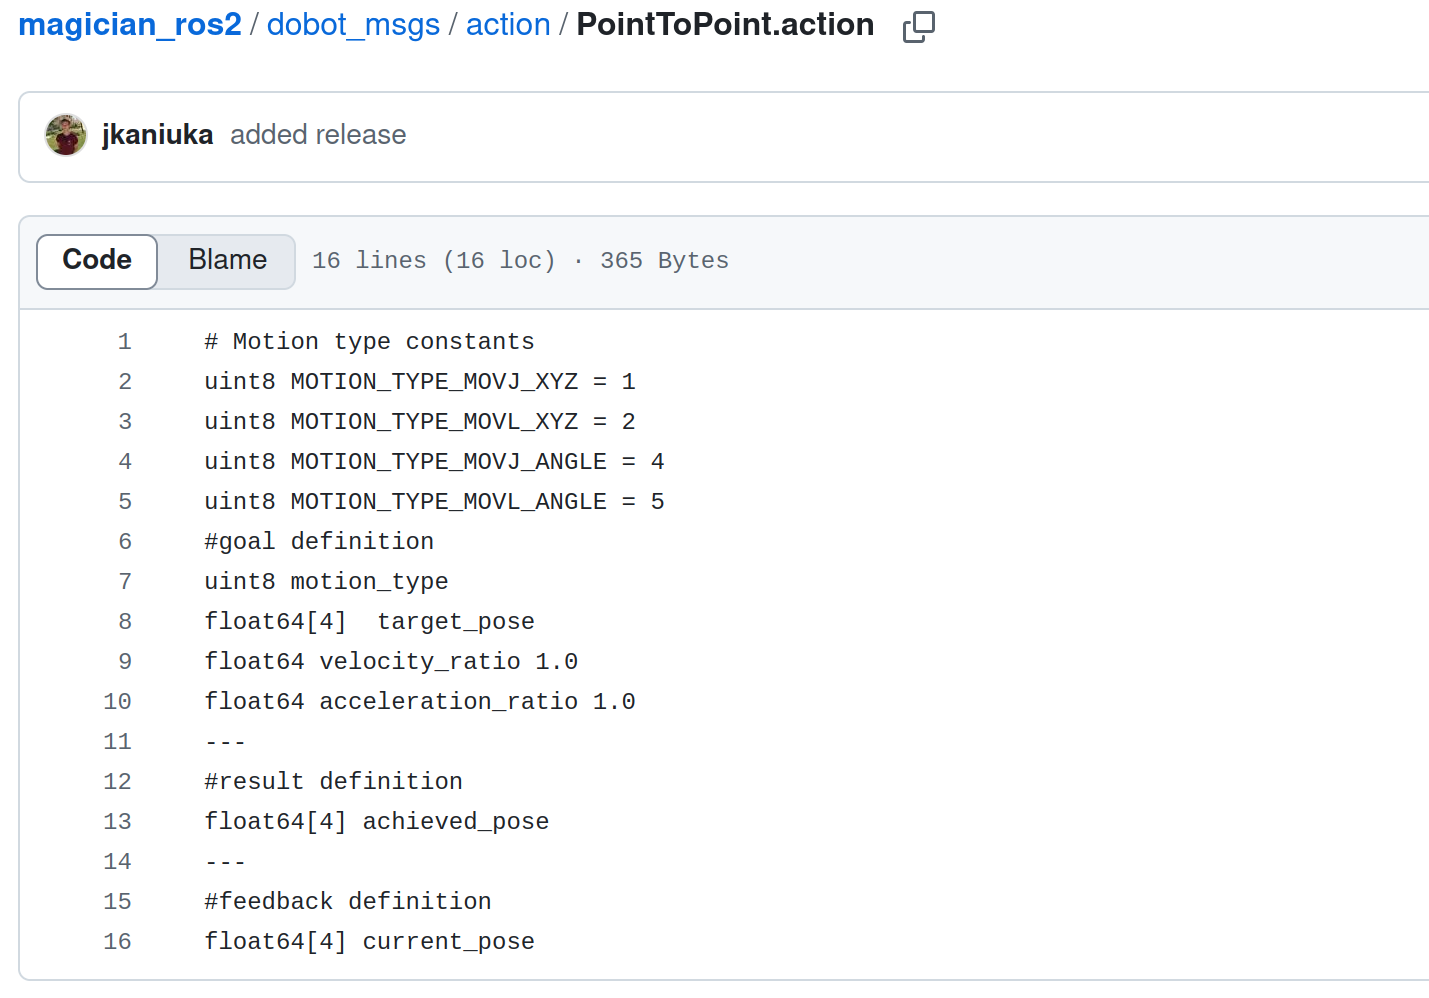 magician_ros2 / dobot_msgs / action / PointToPoint.action
jkaniuka added release
Code Blame 16 lines (16 loc) · 365 Bytes
1 # Motion type constants
2 uint8 MOTION_TYPE_MOVJ_XYZ = 1
3 uint8 MOTION_TYPE_MOVL_XYZ = 2
4 uint8 MOTION_TYPE_MOVJ_ANGLE = 4
5 uint8 MOTION_TYPE_MOVL_ANGLE = 5
6 #goal definition
7 uint8 motion_type
8 float64[4]  target_pose
9 float64 velocity_ratio 1.0
10 float64 acceleration_ratio 1.0
11 ---
12 #result definition
13 float64[4] achieved_pose
14 ---
15 #feedback definition
16 float64[4] current_pose